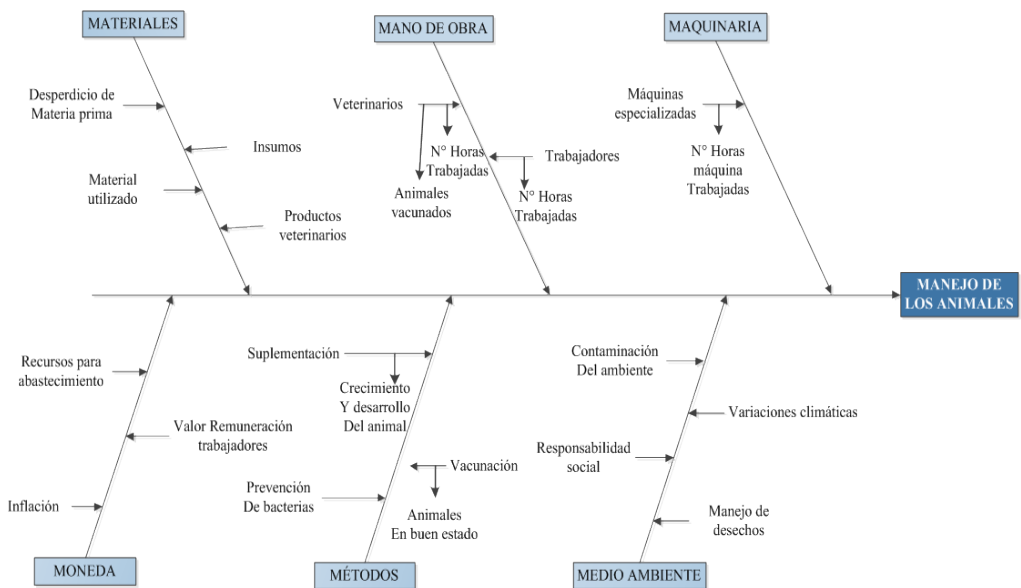 MATERIALES
MANO DE OBRA
MAQUINARIA
Desperdicio de
Materia prima
Insumos
Material
utilizado
Productos
veterinarios
Veterinarios
N° Horas
Trabajadas
Animales
vacunados
Trabajadores
N° Horas
Trabajadas
Máquinas
especializadas
N° Horas
máquina
Trabajadas
MANEJO DE
LOS ANIMALES
Recursos para
abastecimiento
Valor Remuneración
trabajadores
Inflación
Suplementación
Crecimiento
Y desarrollo
Del animal
Vacunación
Prevención
De bacterias
Animales
En buen estado
Contaminación
Del ambiente
Variaciones climáticas
Responsabilidad
social
Manejo de
desechos
MONEDA
MÉTODOS
MEDIO AMBIENTE